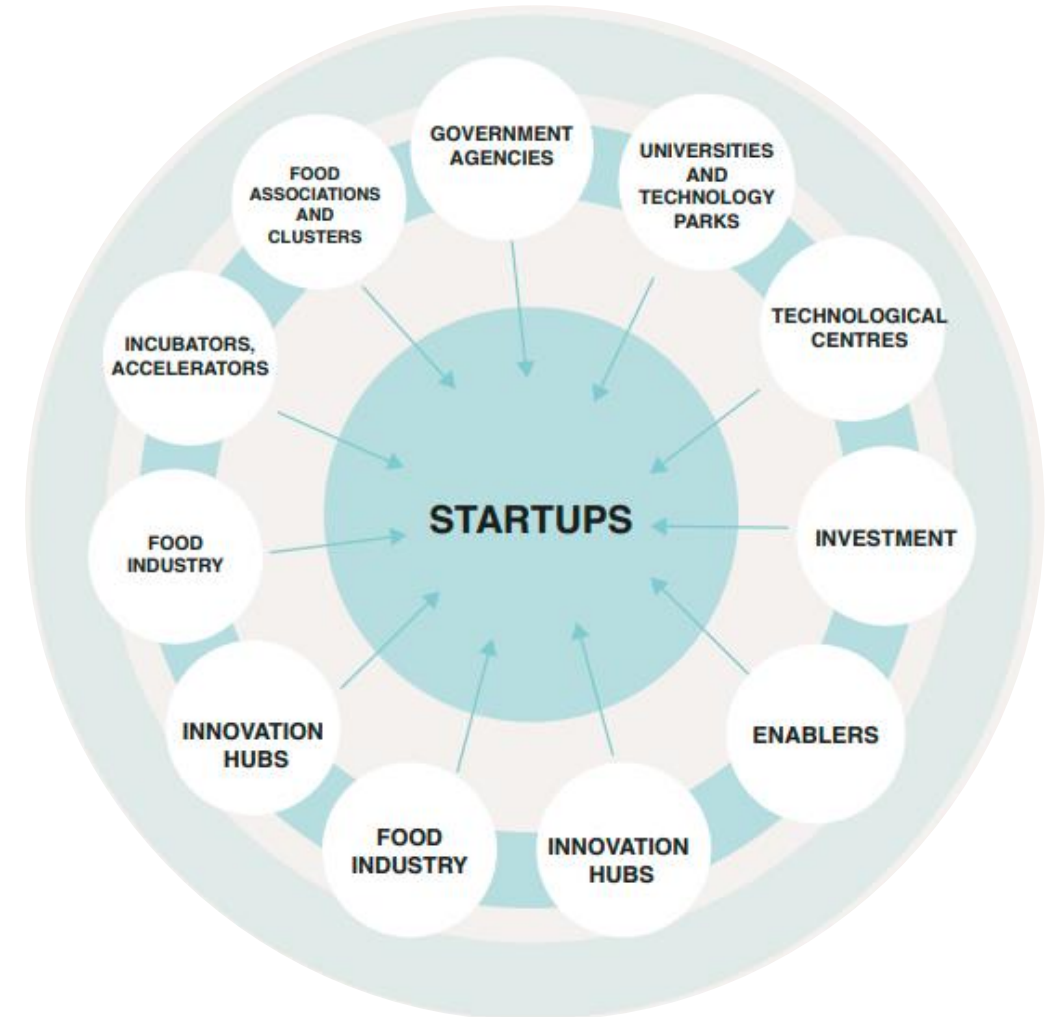 GOVERNMENT
AGENCIES
UNIVERSITIES
AND
TECHNOLOGY
PARKS
FOOD
ASSOCIATIONS
AND
CLUSTERS
TECHNOLOGICAL
CENTRES
INCUBATORS,
ACCELERATORS
STARTUPS
INVESTMENT
FOOD
INDUSTRY
INNOVATION
HUBS
ENABLERS
FOOD
INDUSTRY
INNOVATION
HUBS